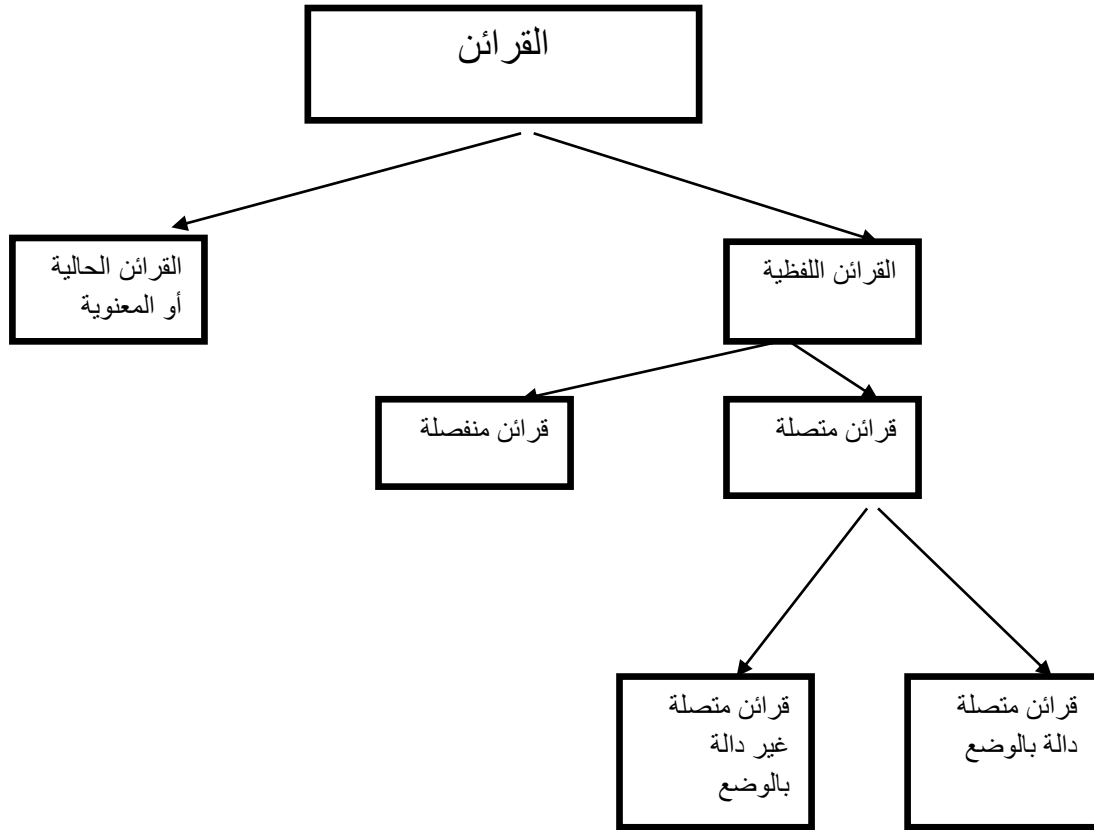 القرائن
القرائن اللفظية
القرائن الحالية
أو المعنوية
قرائن متصلة
قرائن منفصلة
قرائن متصلة
دالة بالوضع
قرائن متصلة
غير دالة
بالوضع